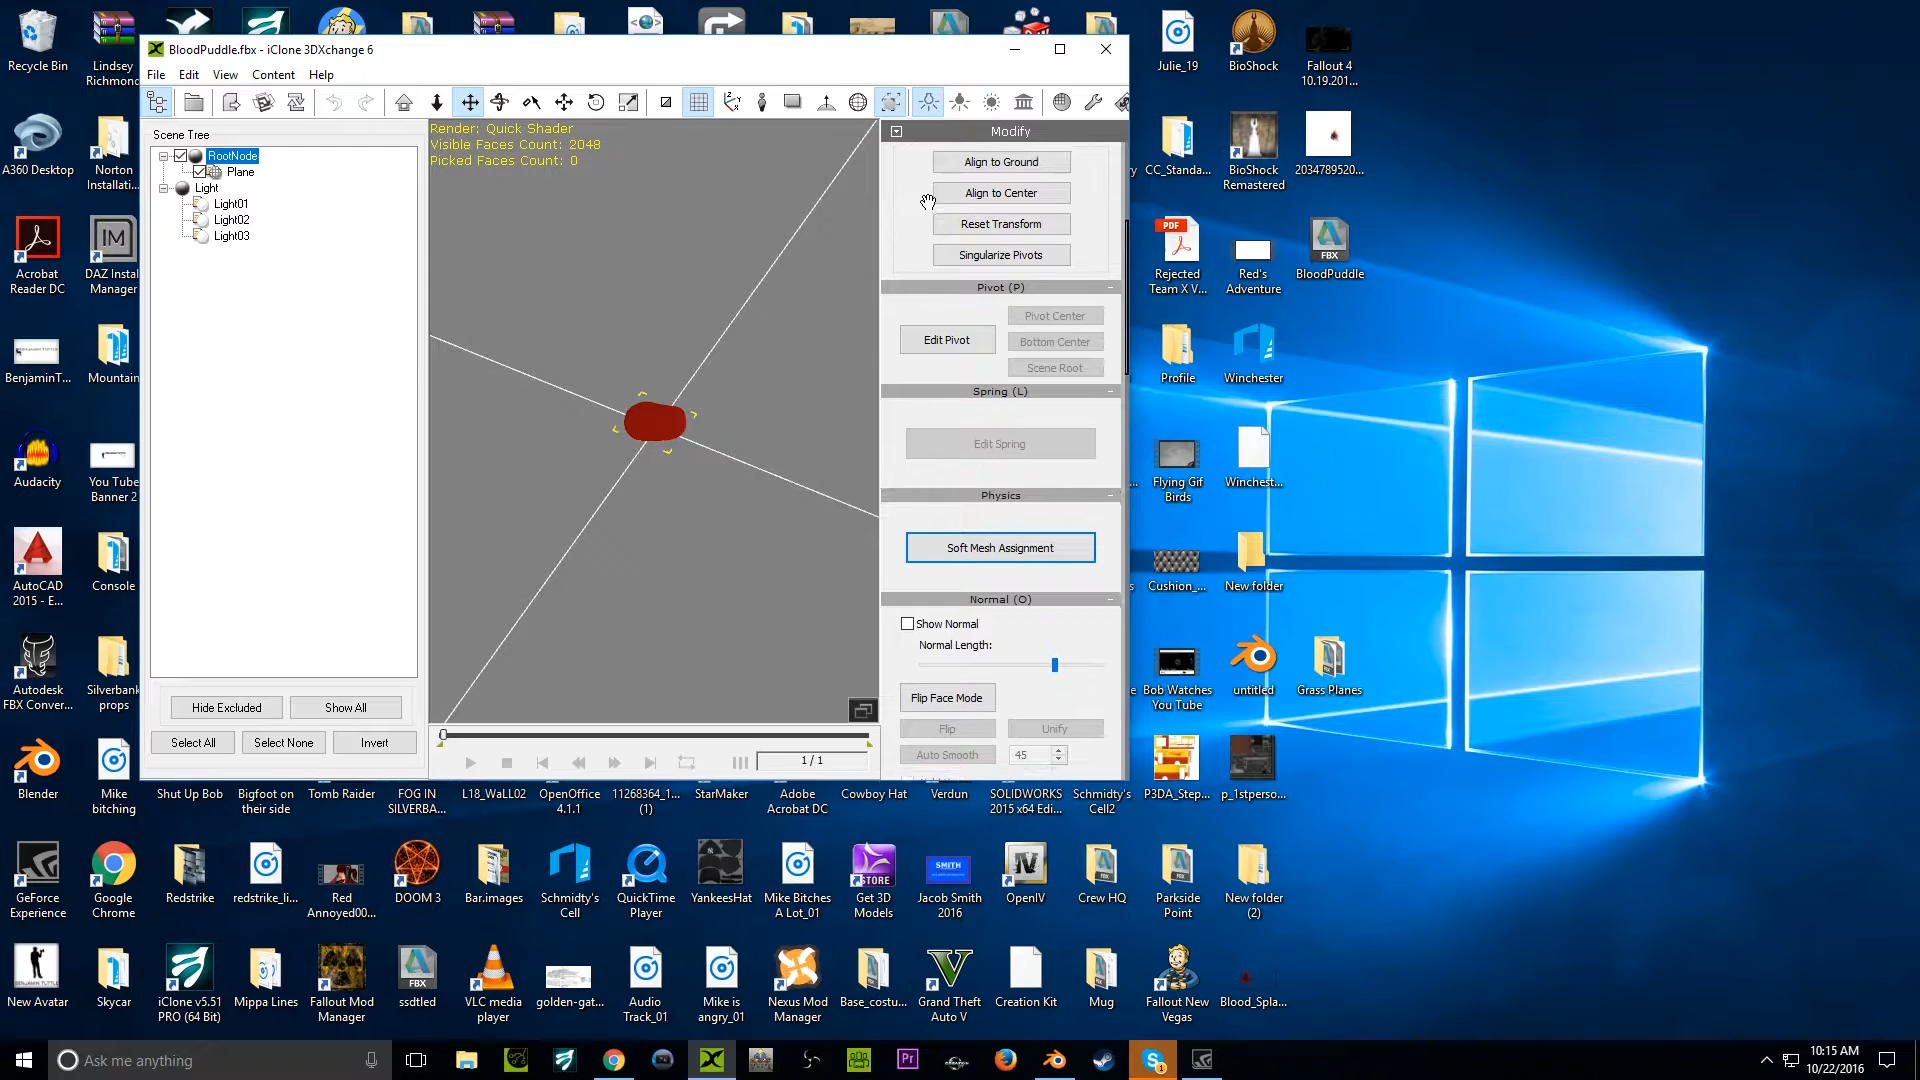 BloodPuddle.fbx - iClone 3DXchange 6
File Edit View Content Help
Scene Tree
RootNode
Plane
Light
Light01
Light02
Light03
Hide Excluded Show All
Select All Select None Invert
Render: Quick Shader
Visible Faces Count: 2048
Picked Faces Count: 0
1 / 1
Modify
Align to Ground
Align to Center
Reset Transform
Singularize Pivots
Pivot (P)
Edit Pivot
Pivot Center
Bottom Center
Scene Root
Spring (L)
Edit Spring
Physics
Soft Mesh Assignment
Normal (O)
Show Normal
Normal Length:
Flip Face Mode
Flip Unify
Auto Smooth 45
Recycle Bin
Lindsey
Richmond
A360 Desktop
Norton
Installati...
Acrobat
Reader DC
DAZ Instal
Manager
BenjaminT...
Mountain
Audacity
You Tube
Banner 2
AutoCAD
2015 - E...
Console
Autodesk
FBX Conver...
Silverbank
props
Julie_19
BioShock
Fallout 4
10.19.201...
CC_Standa...
BioShock
Remastered
2034789520...
PDF
Rejected
Team X V...
Red's
Adventure
FBX
BloodPuddle
Profile
Winchester
Flying Gif
Birds
Winchest...
Cushion_...
New folder
Bob Watches
You Tube
untitled
Grass Planes
P3DA_Step...
p_1stperso...
Blender
Mike
bitching
Shut Up Bob
Bigfoot on
their side
Tomb Raider
FOG IN
SILVERBA...
L18_WaLL02
OpenOffice
4.1.1
11268364_1...
(1)
StarMaker
Adobe
Acrobat DC
Cowboy Hat
Verdun
SOLIDWORKS
2015 x64 Edi...
Schmidty's
Cell2
GeForce
Experience
Google
Chrome
Redstrike
redstrike_li...
Red
Annoyed00...
DOOM 3
Bar.images
Schmidty's
Cell
QuickTime
Player
YankeesHat
Mike Bitches
A Lot_01
STORE
Get 3D
Models
SMITH
Jacob Smith
2016
OpenIV
Crew HQ
Parkside
Point
New folder
(2)
New Avatar
Skycar
iClone v5.51
PRO (64 Bit)
Mippa Lines
Fallout Mod
Manager
FBX
ssdtled
VLC media
player
golden-gat...
Audio
Track_01
Mike is
angry_01
Nexus Mod
Manager
Base_costu...
Grand Theft
Auto V
Creation Kit
Mug
Fallout New
Vegas
Blood_Spla...
Ask me anything
Pr
10:15 AM
10/22/2016